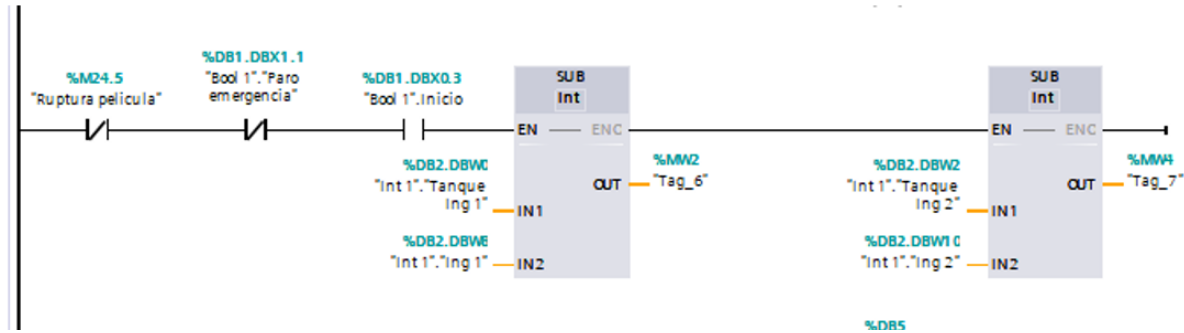 %DB1.DBX1.1
%M24.5
"Bool 1"."Paro
%DB1.DBX0.3
SUB
SUB
"Ruptura pelicula"
emergencia"
"Bool 1".Inicio
Int
Int
EN
ENC
EN
ENC
%DB2.DBW0
%MW2
%DB2.DBW2
%MW4
"Int 1"."Tanque
OUT
"Tag_6"
"Int 1"."Tanque
OUT
"Tag_7"
Ing 1"
IN1
Ing 2"
IN1
%DB2.DBW8
%DB2.DBW10
"Int 1"."Ing 1"
IN2
"Int 1"."Ing 2"
IN2
%DB5